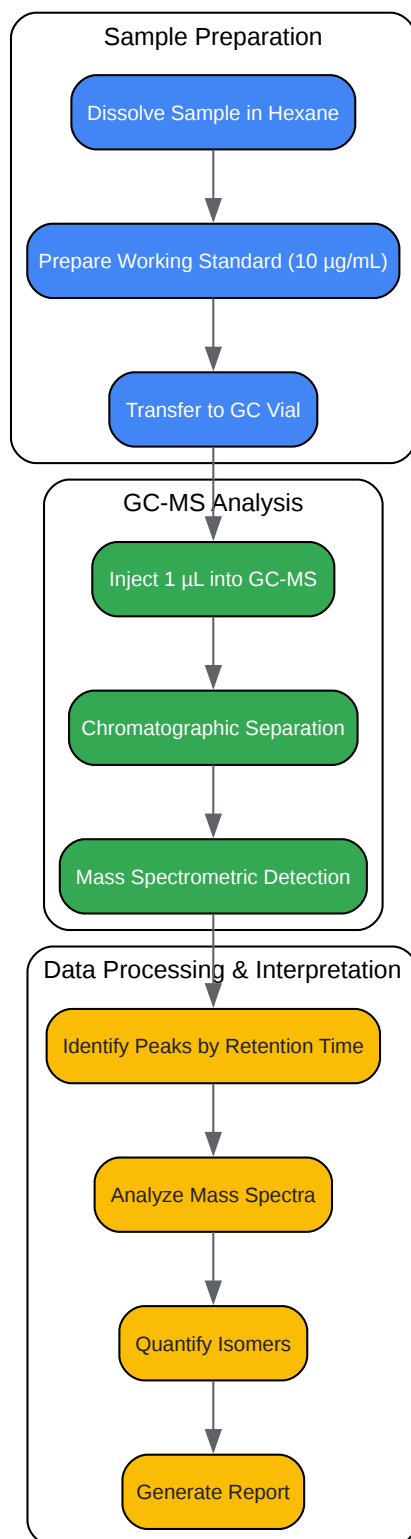 Sample Preparation
Dissolve Sample in Hexane
Prepare Working Standard (10 µg/mL)
Transfer to GC Vial
GC-MS Analysis
Inject 1 µL into GC-MS
Chromatographic Separation
Mass Spectrometric Detection
Data Processing & Interpretation
Identify Peaks by Retention Time
Analyze Mass Spectra
Quantify Isomers
Generate Report